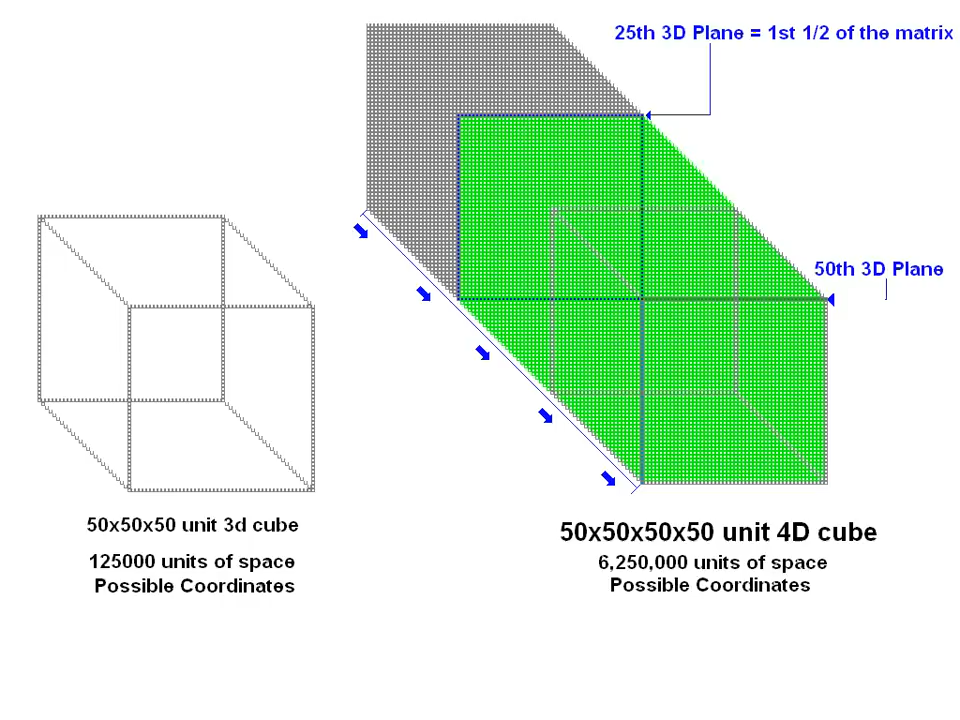 25th 3D Plane = 1st 1/2 of the matrix
50th 3D Plane
50x50x50 unit 3d cube
125000 units of space
Possible Coordinates
50x50x50x50 unit 4D cube
6,250,000 units of space
Possible Coordinates